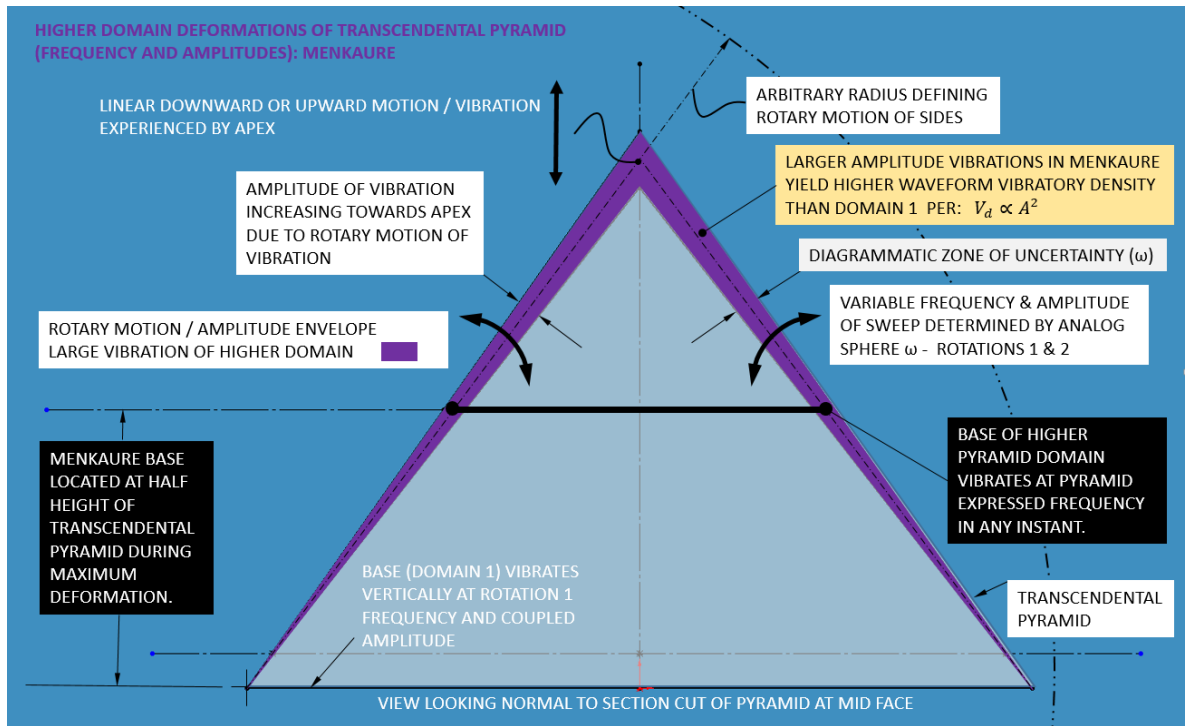 HIGHER DOMAIN DEFORMATIONS OF TRANSCENDENTAL PYRAMID
(FREQUENCY AND AMPLITUDES): MENKAURE
LINEAR DOWNWARD OR UPWARD MOTION / VIBRATION
EXPERIENCED BY APEX
ARBITRARY RADIUS DEFINING
ROTARY MOTION OF SIDES
AMPLITUDE OF VIBRATION
INCREASING TOWARDS APEX
DUE TO ROTARY MOTION OF
VIBRATION
LARGER AMPLITUDE VIBRATIONS IN MENKAURE
YIELD HIGHER WAVEFORM VIBRATORY DENSITY
THAN DOMAIN 1 PER: V_d ∝ A²
DIAGRAMMATIC ZONE OF UNCERTAINTY (ω)
ROTARY MOTION / AMPLITUDE ENVELOPE
LARGE VIBRATION OF HIGHER DOMAIN
VARIABLE FREQUENCY & AMPLITUDE
OF SWEEP DETERMINED BY ANALOG
SPHERE ω - ROTATIONS 1 & 2
MENKAURE BASE
LOCATED AT HALF
HEIGHT OF
TRANSCENDENTAL
PYRAMID DURING
MAXIMUM
DEFORMATION.
BASE OF HIGHER
PYRAMID DOMAIN
VIBRATES AT PYRAMID
EXPRESSED FREQUENCY
IN ANY INSTANT.
BASE (DOMAIN 1) VIBRATES
VERTICALLY AT ROTATION 1
FREQUENCY AND COUPLED
AMPLITUDE
TRANSCENDENTAL
PYRAMID
VIEW LOOKING NORMAL TO SECTION CUT OF PYRAMID AT MID FACE